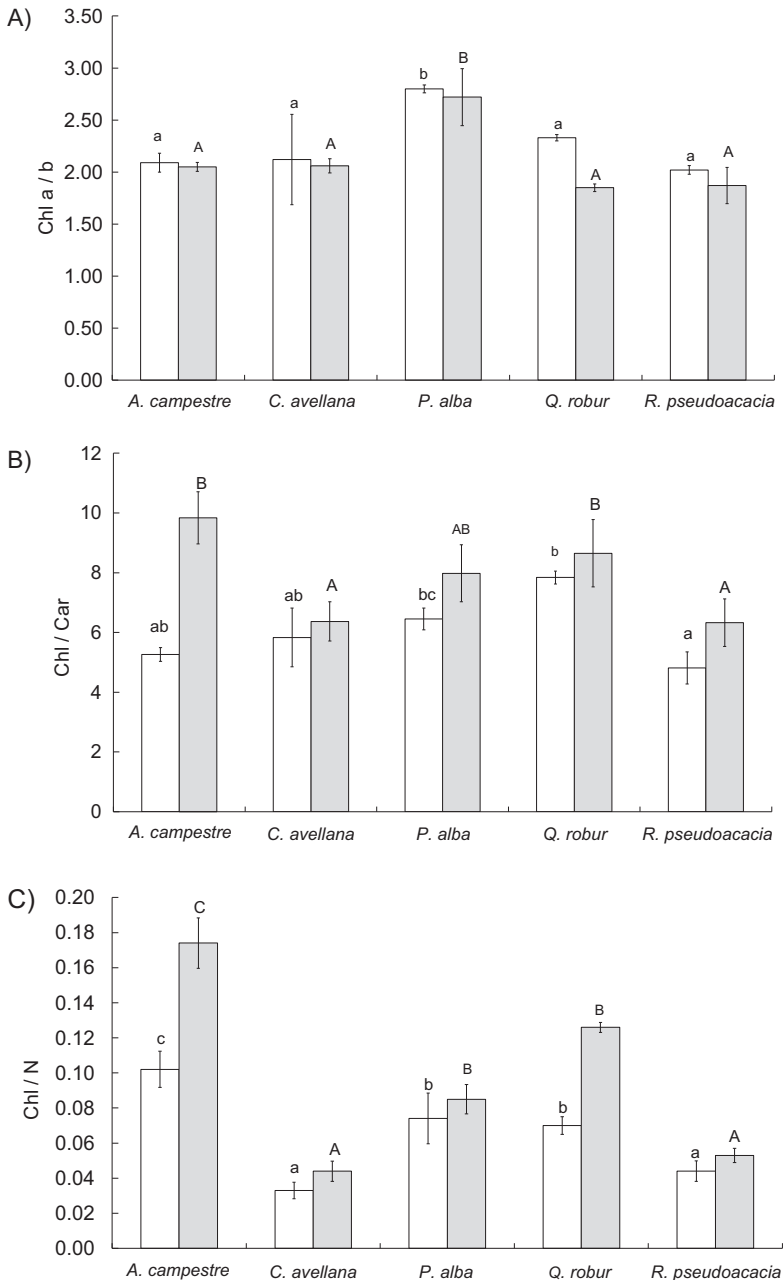 A)
Chl a / b
3.50
3.00
2.50
2.00
1.50
1.00
0.50
0.00
a A a A b B a A a A
A. campestre C. avellana P. alba Q. robur R. pseudoacacia
B)
Chl / Car
12
10
8
6
4
2
0
ab B ab A bc AB b B a A
A. campestre C. avellana P. alba Q. robur R. pseudoacacia
C)
Chl / N
0.20
0.18
0.16
0.14
0.12
0.10
0.08
0.06
0.04
0.02
0.00
c C a A b B b B a A
A. campestre C. avellana P. alba Q. robur R. pseudoacacia